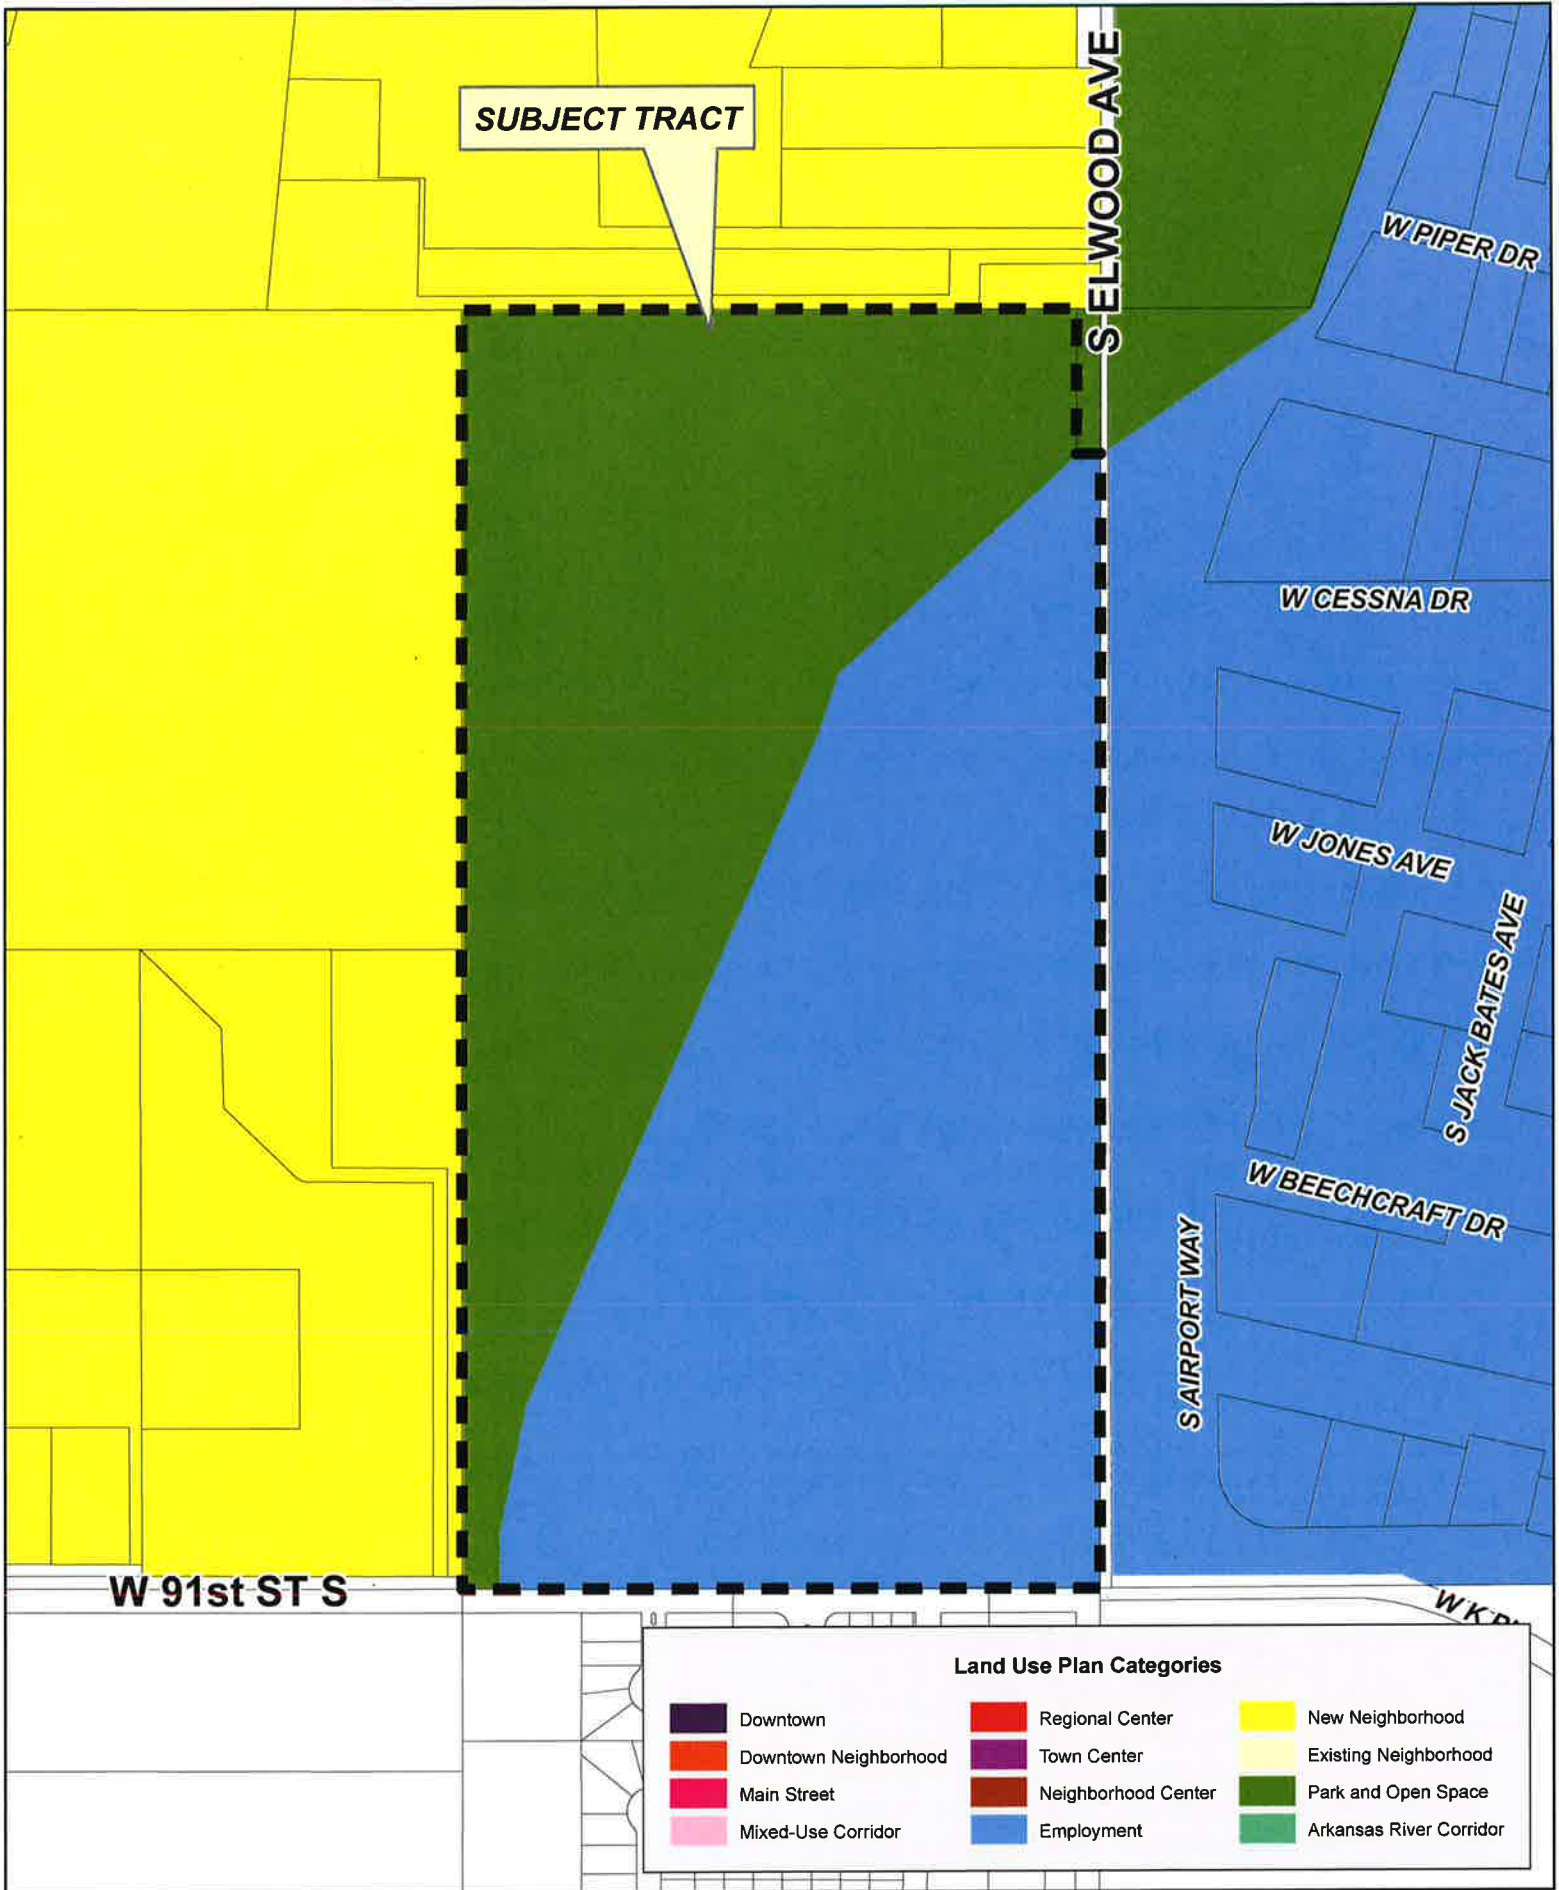 SUBJECT TRACT
S ELWOOD AVE
W PIPER DR
W CESSNA DR
W JONES AVE
S JACK BATES AVE
W BEECHCRAFT DR
S AIRPORT WAY
W 91st ST S
W K
Land Use Plan Categories
Downtown
Downtown Neighborhood
Main Street
Mixed-Use Corridor
Regional Center
Town Center
Neighborhood Center
Employment
New Neighborhood
Existing Neighborhood
Park and Open Space
Arkansas River Corridor